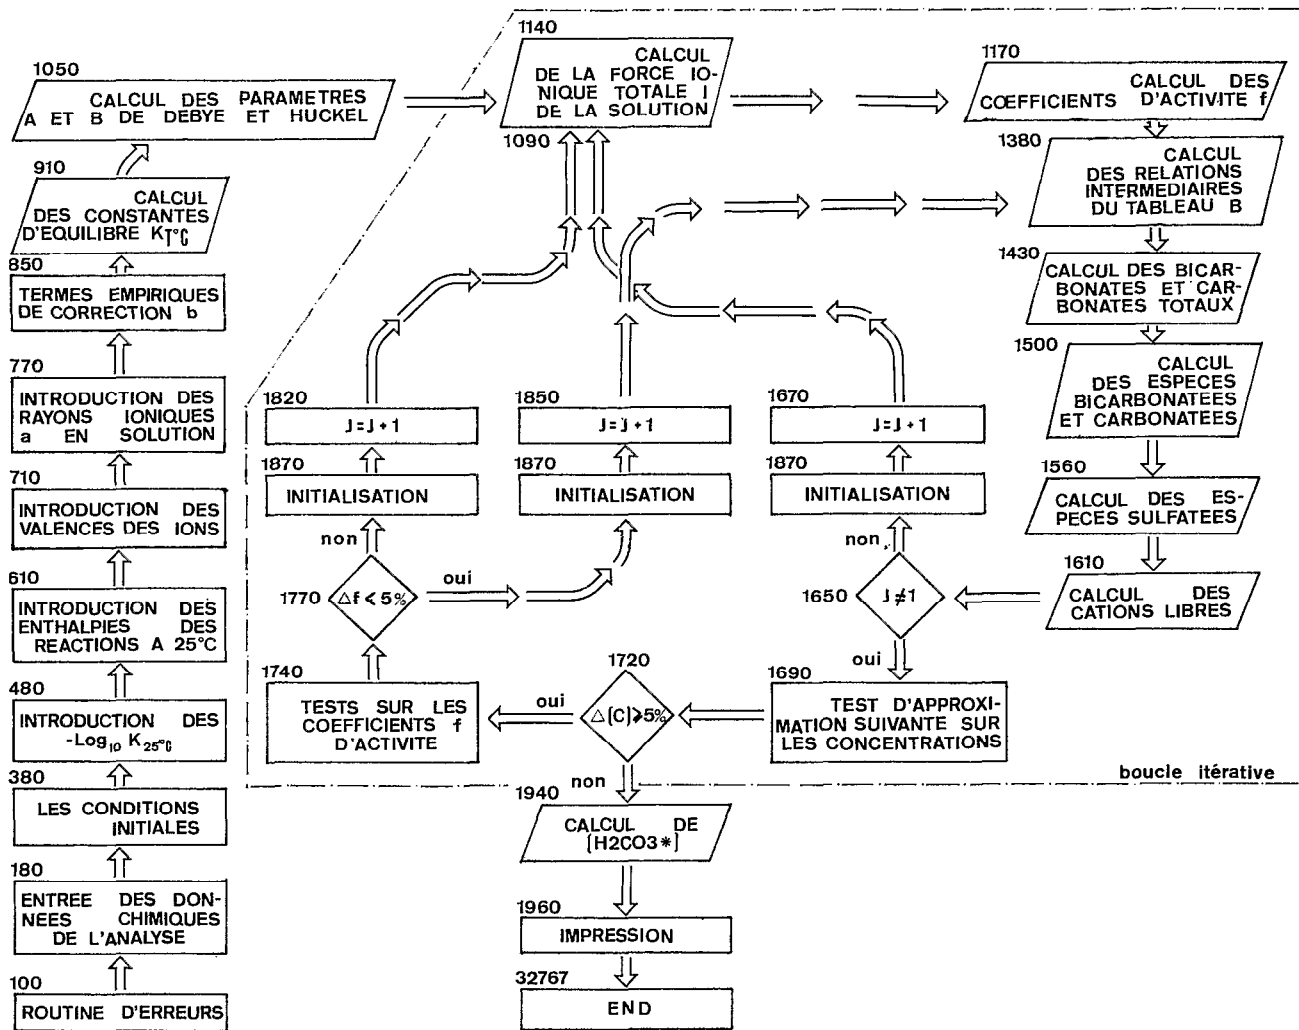 1050
CALCUL DES PARAMETRES
A ET B DE DEBYE ET HUCKEL
910
CALCUL
DES CONSTANTES
D'EQUILIBRE KT°C
850
TERMES EMPIRIQUES
DE CORRECTION b
770
INTRODUCTION DES
RAYONS IONIQUES
a EN SOLUTION
710
INTRODUCTION DES
VALENCES DES IONS
610
INTRODUCTION DES
ENTHALPIES DES
REACTIONS A 25°C
480
INTRODUCTION DES
-Log10 K25°C
380
LES CONDITIONS
INITIALES
180
ENTREE DES DON-
NEES CHIMIQUES
DE L'ANALYSE
100
ROUTINE D'ERREURS
1140
CALCUL
DE LA FORCE IO-
NIQUE TOTALE I
DE LA SOLUTION
1090
1170
CALCUL DES
COEFFICIENTS D'ACTIVITE f
1380
CALCUL
DES RELATIONS
INTERMEDIAIRES
DU TABLEAU B
1430
CALCUL DES BICAR-
BONATES ET CAR-
BONATES TOTAUX
1500
CALCUL
DES ESPECES
BICARBONATEES
ET CARBONATEES
1560
CALCUL DES ES-
PECES SULFATEES
1610
CALCUL DES
CATIONS LIBRES
1820
J=J+1
1870
INITIALISATION
non
1770
Δf < 5%
oui
1740
TESTS SUR LES
COEFFICIENTS f
D'ACTIVITE
1850
J=J+1
1870
INITIALISATION
1670
J=J+1
1870
INITIALISATION
non
1650
J≠1
oui
1690
TEST D'APPROXI-
MATION SUIVANTE SUR
LES CONCENTRATIONS
1720
Δ[C]⩾5%
oui
non
boucle itérative
1940
CALCUL DE
[H2CO3*]
1960
IMPRESSION
32767
END